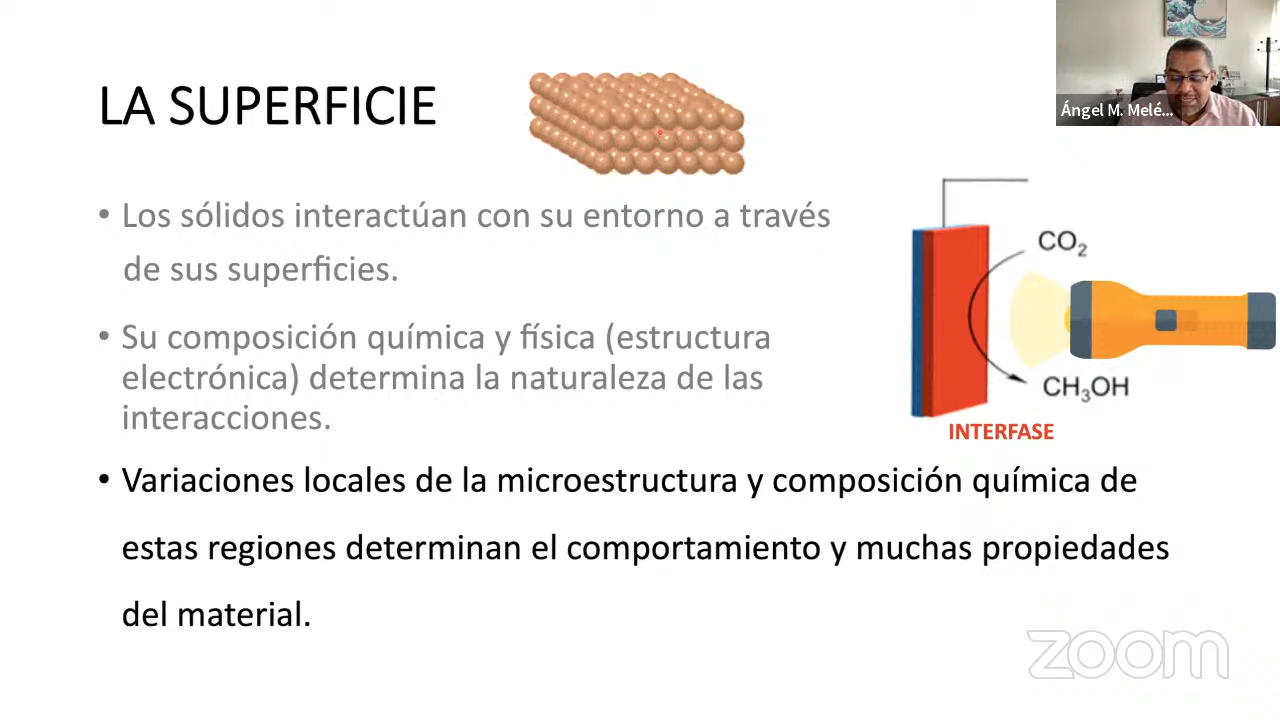 Ángel M. Melé...
LA SUPERFICIE
• Los sólidos interactúan con su entorno a través
de sus superficies.
• Su composición química y física (estructura
electrónica) determina la naturaleza de las
interacciones.
CO₂
CH₃OH
INTERFASE
• Variaciones locales de la microestructura y composición química de
estas regiones determinan el comportamiento y muchas propiedades
del material.
zoom